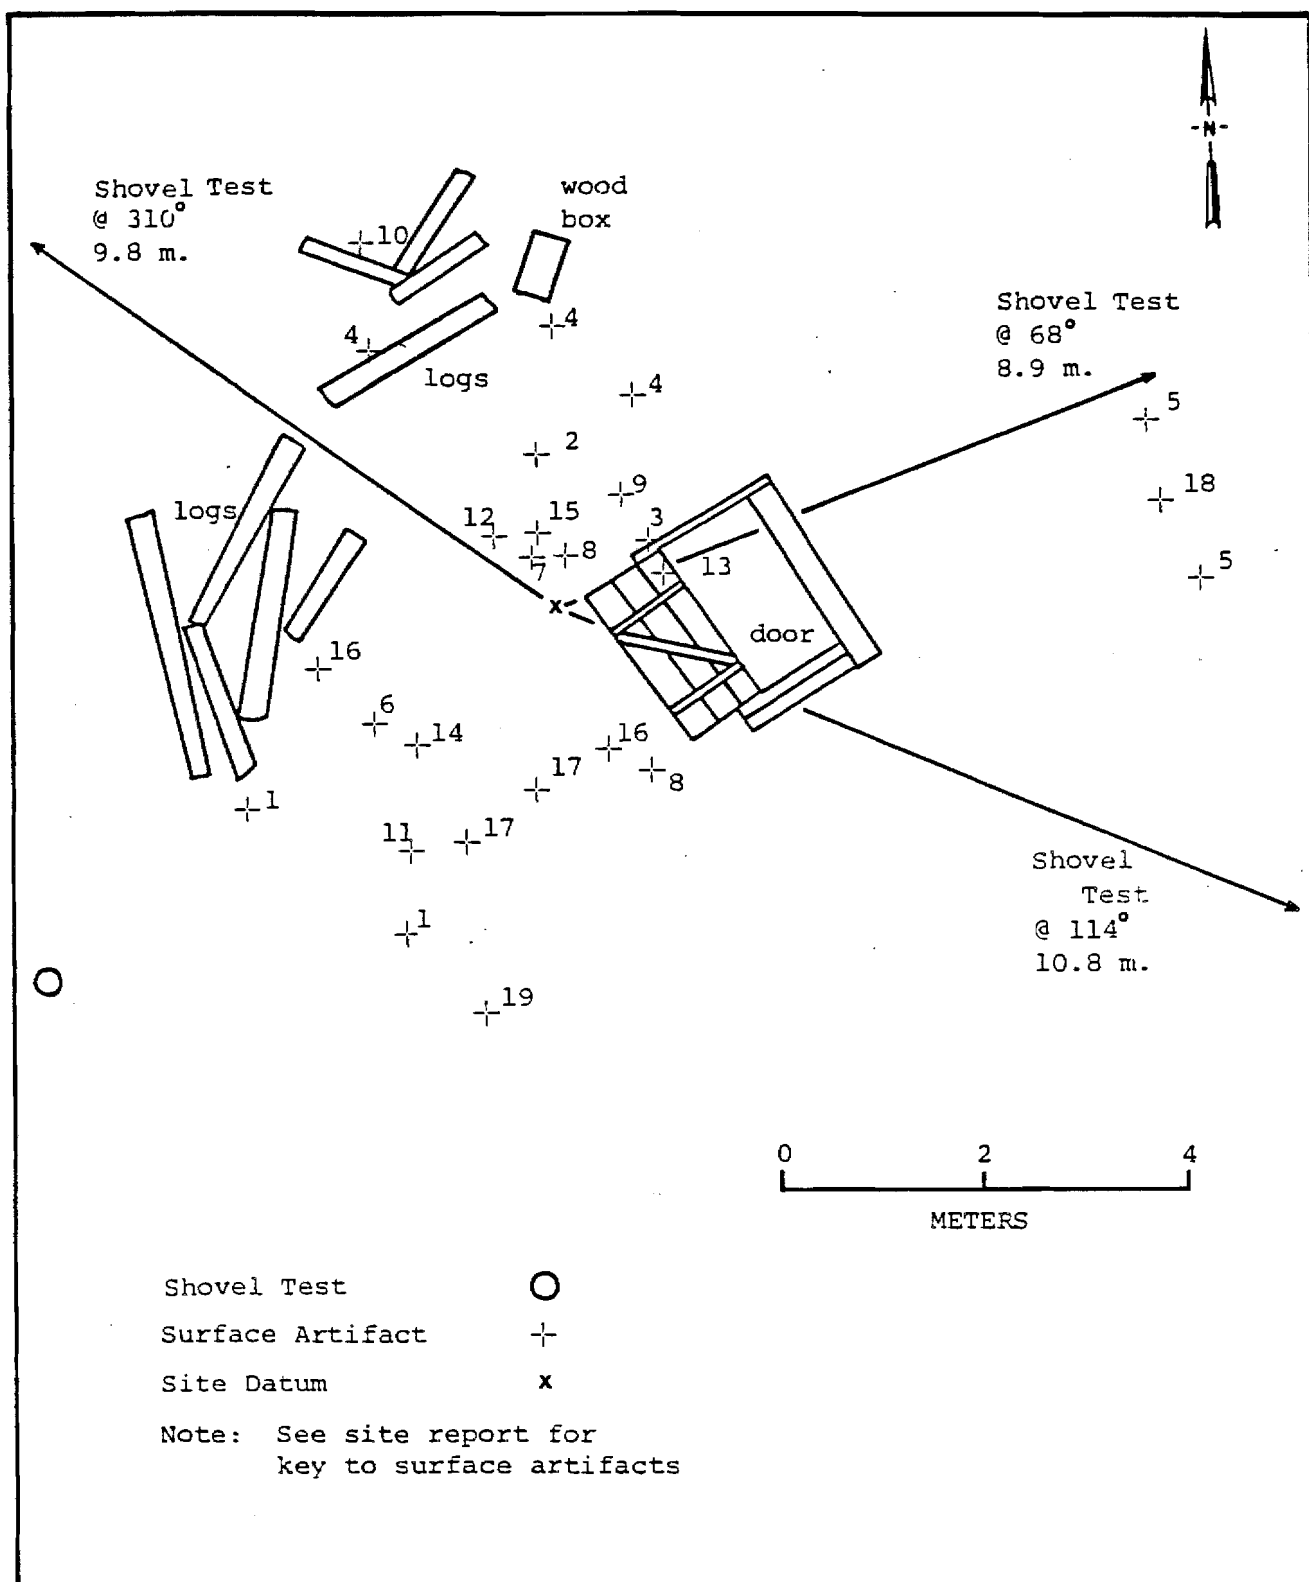 -N-
Shovel Test
@ 310°
9.8 m.
wood
box
10
4
4
logs
Shovel Test
@ 68°
8.9 m.
4
5
2
9
18
logs
12
15
3
8
7
13
5
door
16
6
14
16
17
8
1
11
17
Shovel
Test
@ 114°
10.8 m.
1
19
0 2 4
METERS
Shovel Test
Surface Artifact
Site Datum x
Note: See site report for
key to surface artifacts